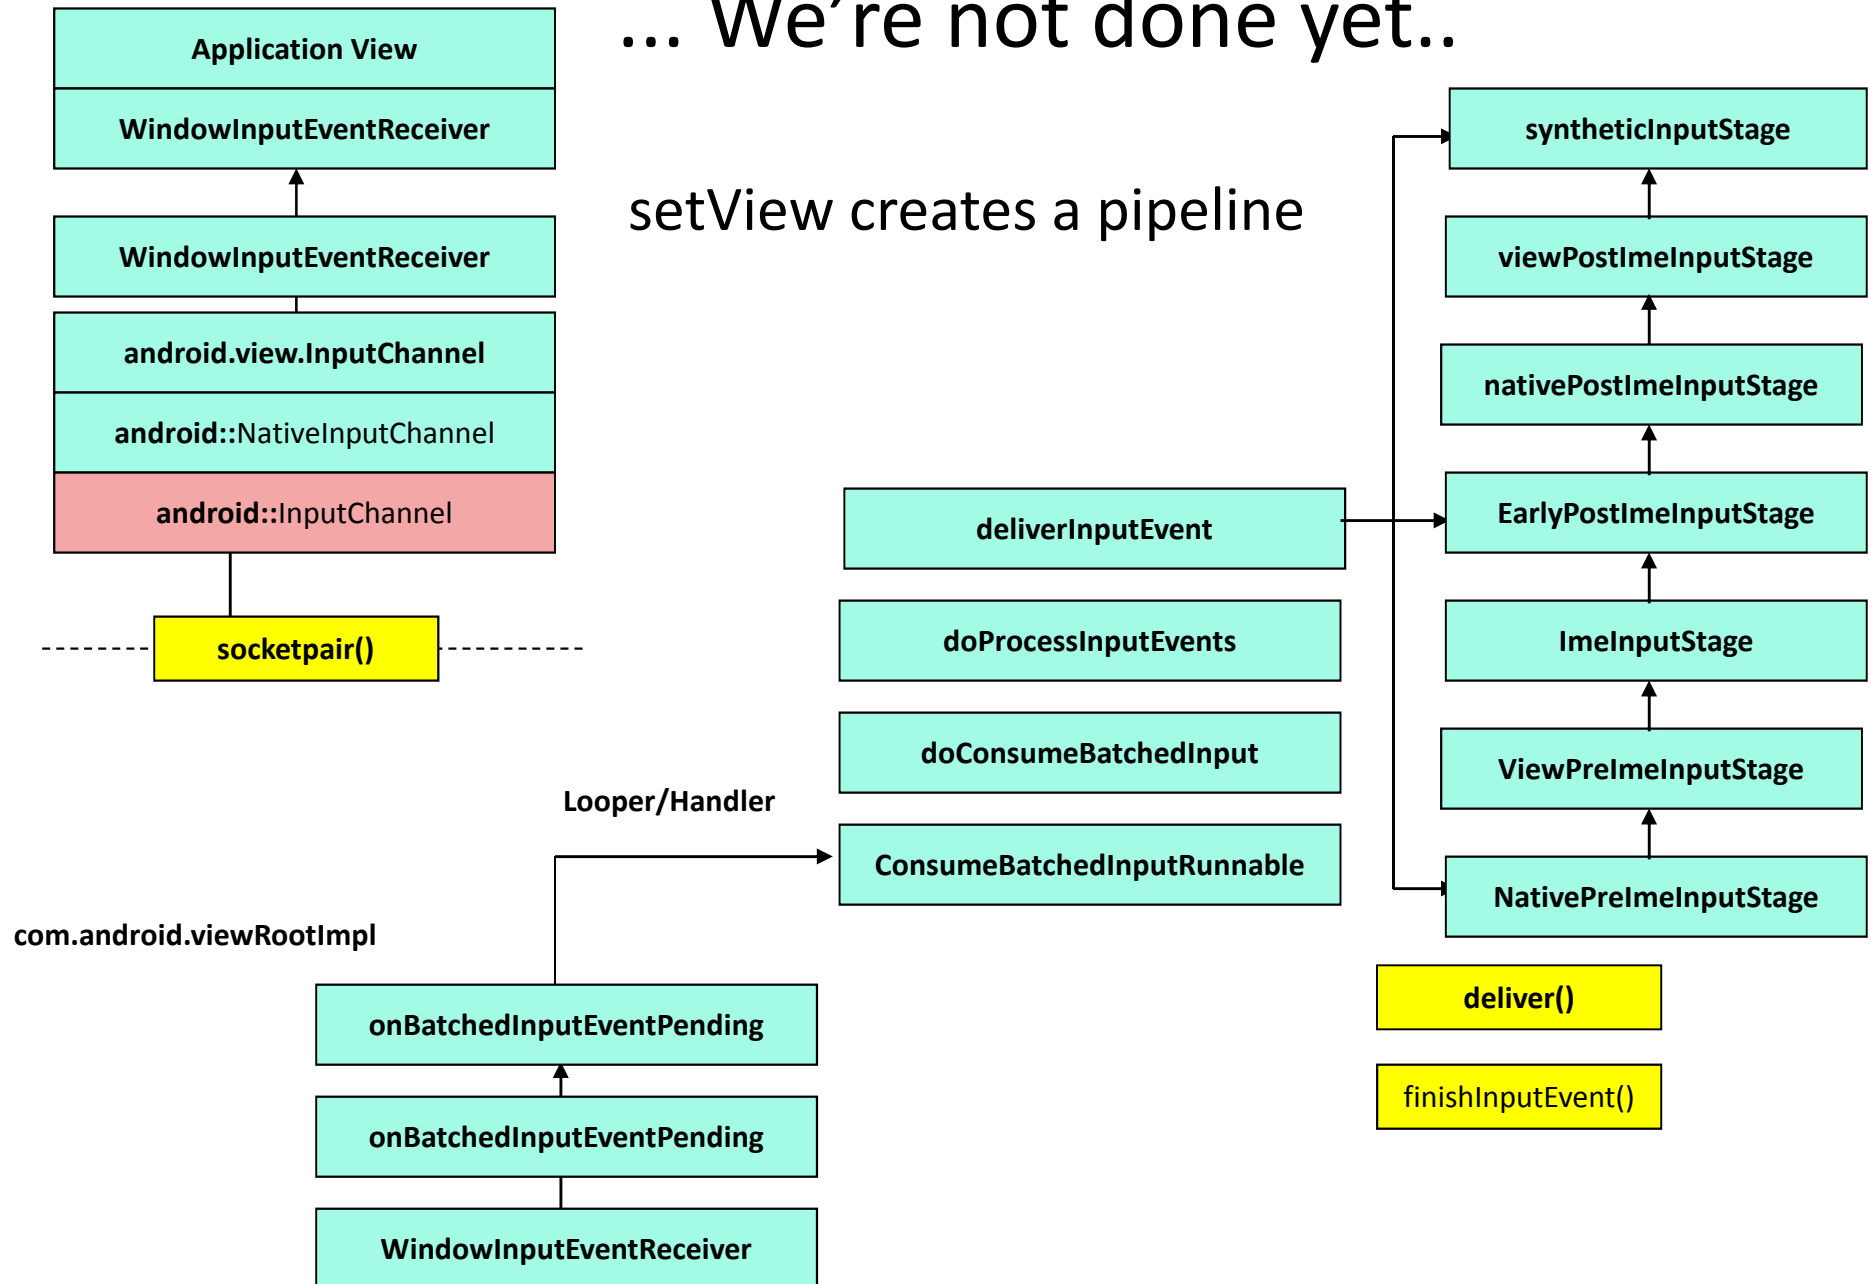 ... We’re not done yet..
Application View
WindowInputEventReceiver
syntheticInputStage
setView creates a pipeline
WindowInputEventReceiver
viewPostImeInputStage
android.view.InputChannel
nativePostImeInputStage
android::NativeInputChannel
android::InputChannel
deliverInputEvent
EarlyPostImeInputStage
socketpair()
doProcessInputEvents
ImeInputStage
doConsumeBatchedInput
ViewPreImeInputStage
Looper/Handler
ConsumeBatchedInputRunnable
NativePreImeInputStage
com.android.viewRootImpl
onBatchedInputEventPending
deliver()
finishInputEvent()
onBatchedInputEventPending
WindowInputEventReceiver